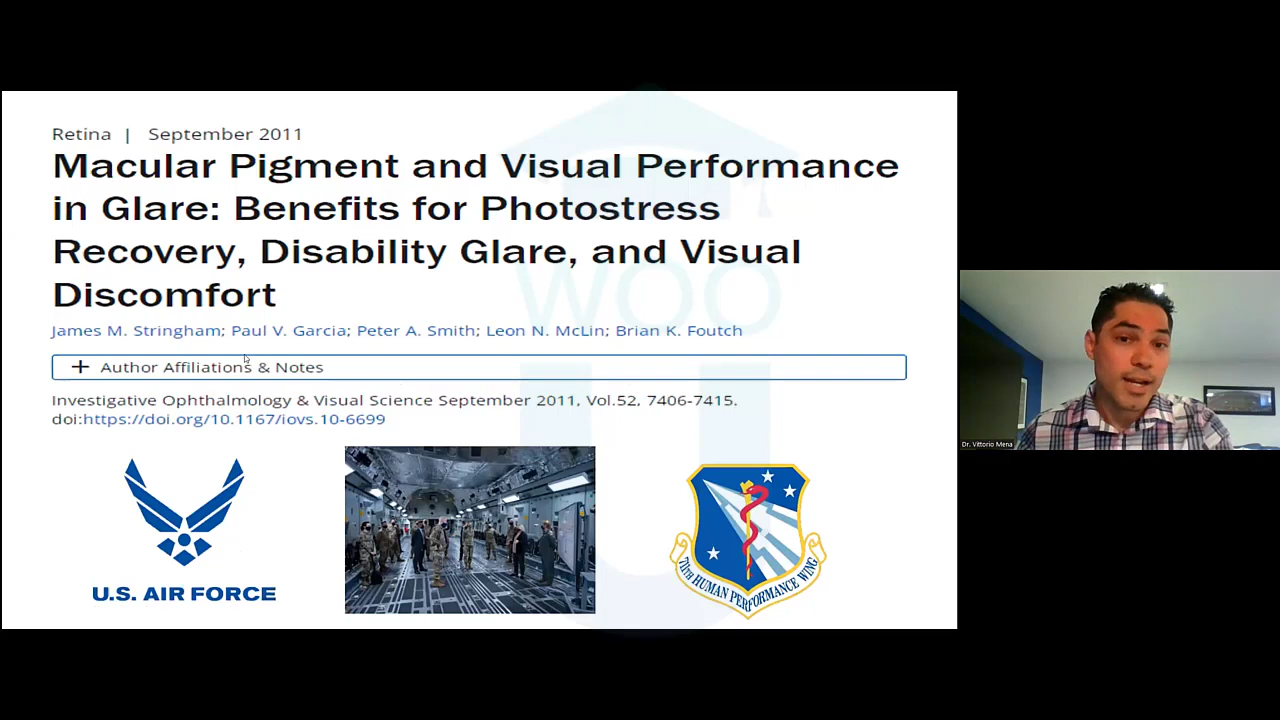 Retina | September 2011
Macular Pigment and Visual Performance
in Glare: Benefits for Photostress
Recovery, Disability Glare, and Visual
Discomfort
James M. Stringham; Paul V. Garcia; Peter A. Smith; Leon N. McLin; Brian K. Foutch
+ Author Affiliations & Notes
Investigative Ophthalmology & Visual Science September 2011, Vol.52, 7406-7415.
doi:https://doi.org/10.1167/iovs.10-6699
U.S. AIR FORCE
711TH HUMAN PERFORMANCE WING
WOO
U
Dr. Vittorio Mena